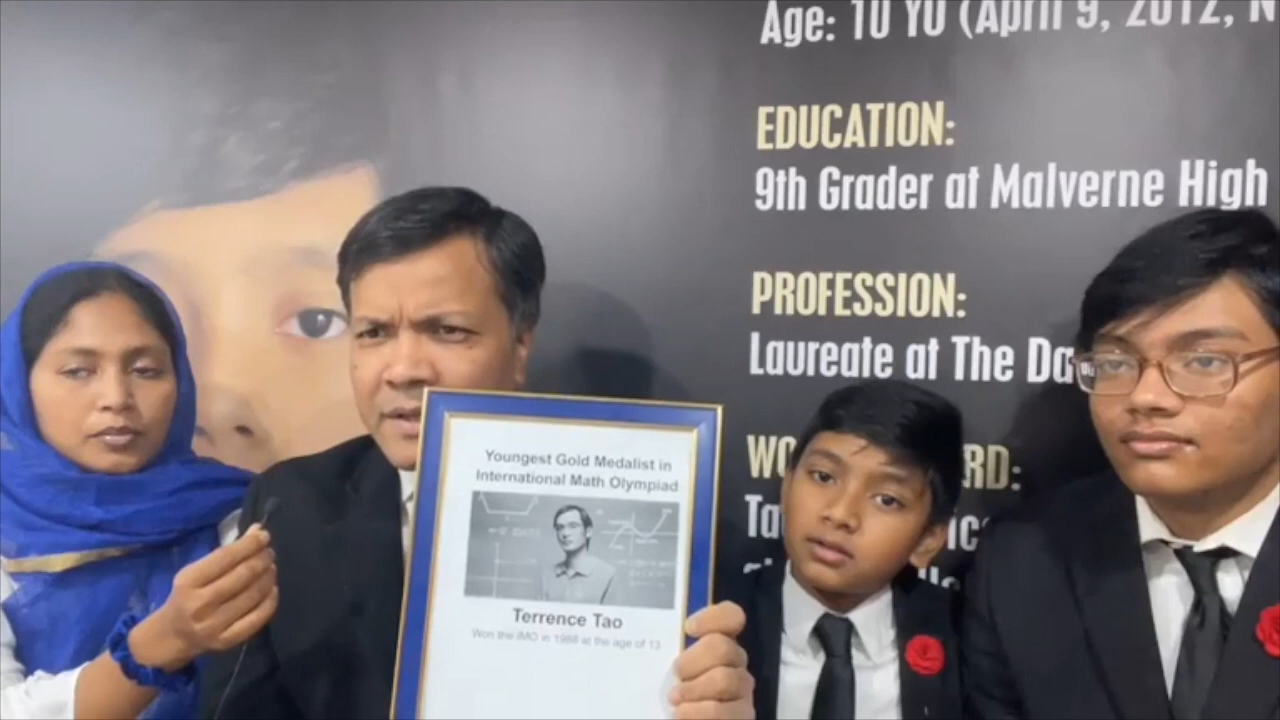 Age: 10 YO (April 9, 2012, N
EDUCATION:
9th Grader at Malverne High
PROFESSION:
Laureate at The Da
WO RD:
Youngest Gold Medalist in
International Math Olympiad
Terrence Tao
Won the IMO in 1988 at the age of 13